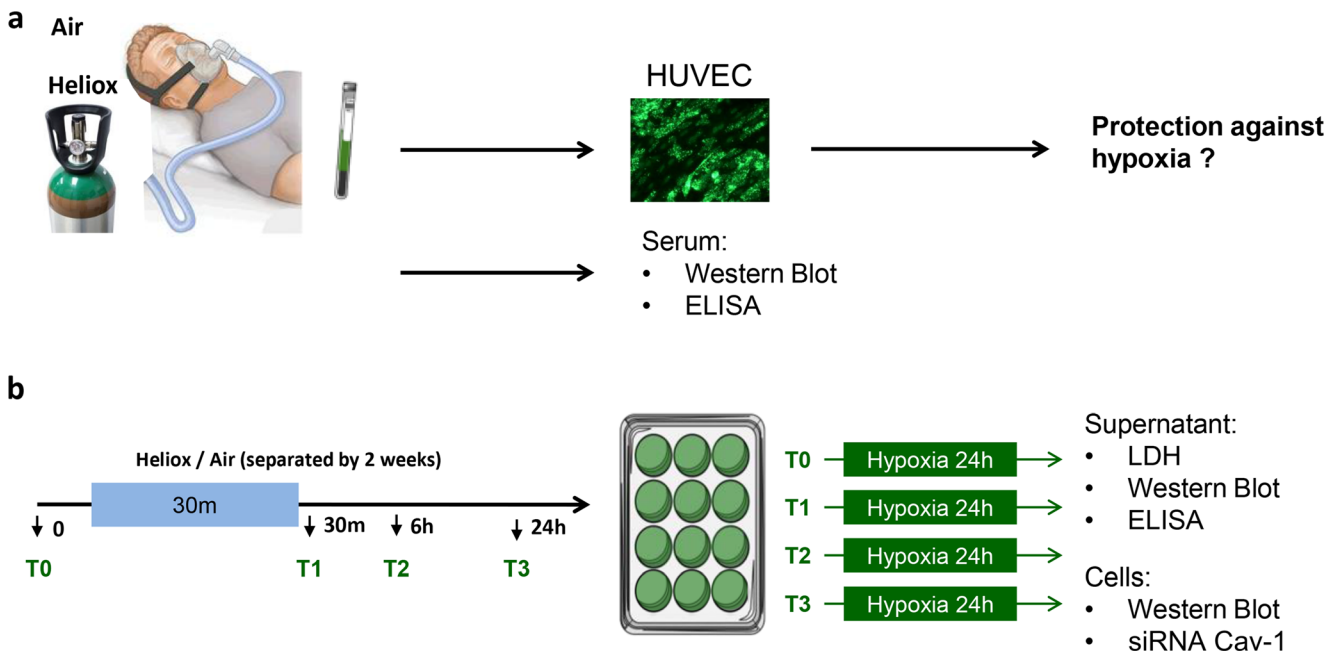 a
Air
Heliox
HUVEC
Protection against
hypoxia ?
Serum:
• Western Blot
• ELISA
b
Heliox / Air (separated by 2 weeks)
30m
0
30m
6h
24h
T0
T1
T2
T3
T0
Hypoxia 24h
T1
Hypoxia 24h
T2
Hypoxia 24h
T3
Hypoxia 24h
Supernatant:
• LDH
• Western Blot
• ELISA
Cells:
• Western Blot
• siRNA Cav-1